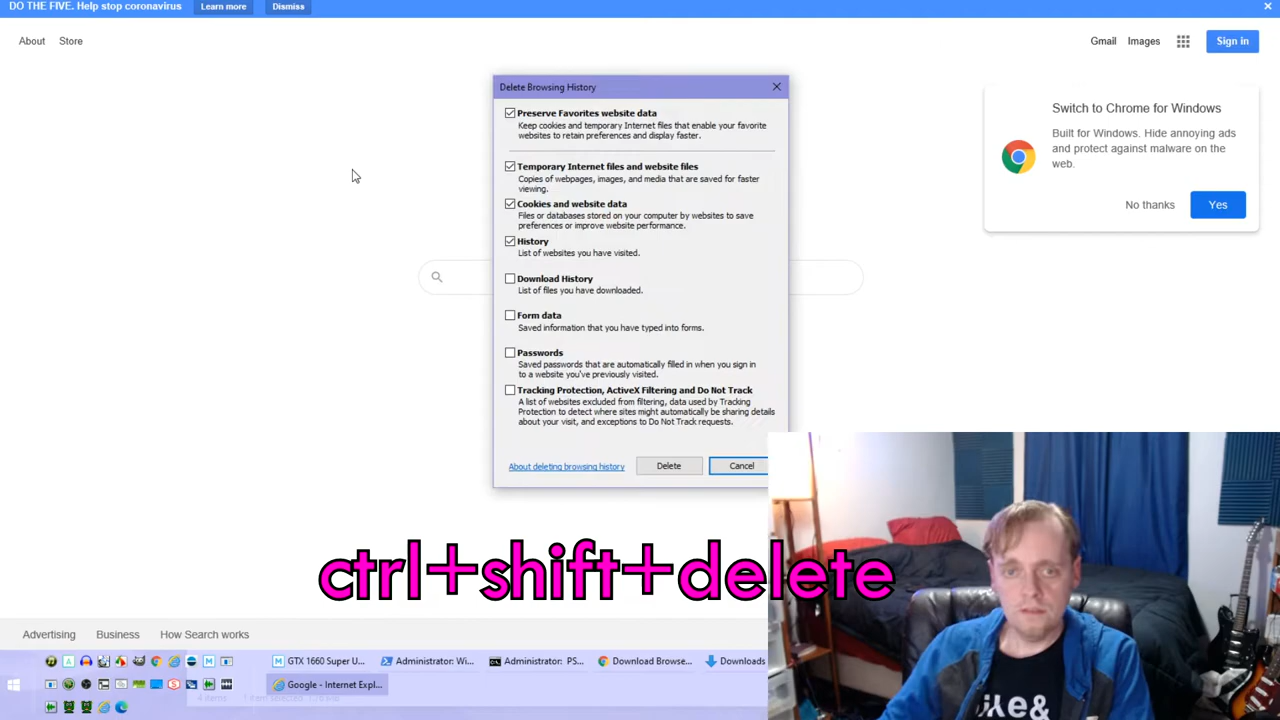 DO THE FIVE. Help stop coronavirus Learn more Dismiss
About Store Gmail Images Sign in
Delete Browsing History
Preserve Favorites website data
Keep cookies and temporary Internet files that enable your favorite
websites to retain preferences and display faster.
Temporary Internet files and website files
Copies of webpages, images, and media that are saved for faster
viewing.
Cookies and website data
Files or databases stored on your computer by websites to save
preferences or improve website performance.
History
List of websites you have visited.
Download History
List of files you have downloaded.
Form data
Saved information that you have typed into forms.
Passwords
Saved passwords that are automatically filled in when you sign in
to a website you've previously visited.
Tracking Protection, ActiveX Filtering and Do Not Track
A list of websites excluded from filtering, data used by Tracking
Protection to detect where sites might automatically be sharing details
about your visit, and exceptions to Do Not Track requests.
About deleting browsing history Delete Cancel
Switch to Chrome for Windows
Built for Windows. Hide annoying ads
and protect against malware on the
web.
No thanks Yes
ctrl+shift+delete
Advertising Business How Search works
GTX 1660 Super U... Administrator: Wi... Administrator: PS... Download Browse... Downloads
Google - Internet Expl...